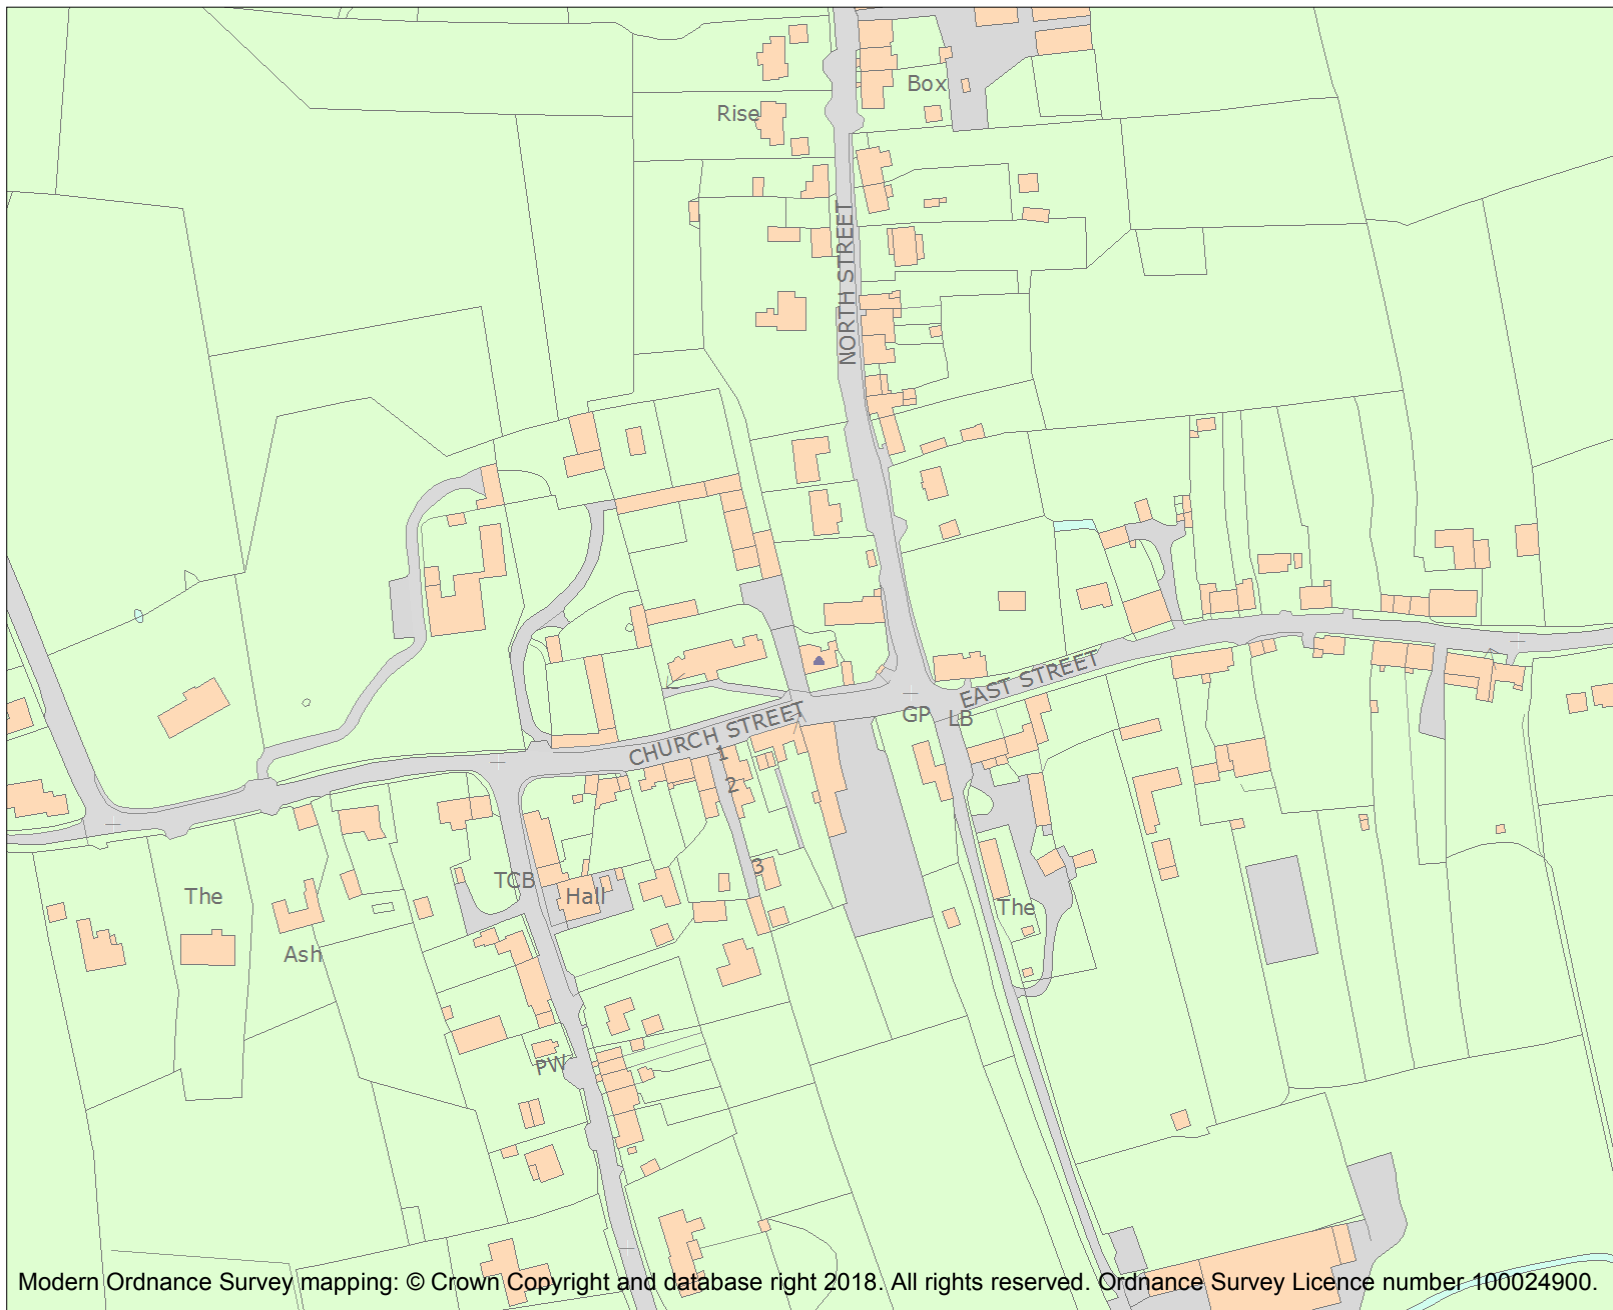 Box
Rise
NORTH STREET
EAST STREET
CHURCH STREET
GP
LB
1
2
3
TCB
Hall
The
The
Ash
PW
Modern Ordnance Survey mapping: © Crown Copyright and database right 2018. All rights reserved. Ordnance Survey Licence number 100024900.